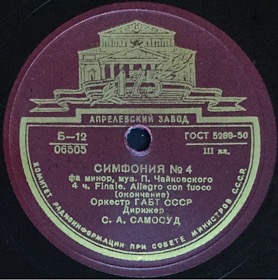 175
АПРЕЛЕВСКИЙ ЗАВОД
Б—12
06505
ГОСТ 5289-50
III кл.
СИМФОНИЯ № 4
фа минор, муз. П. Чайковского
4 ч. Finale. Allegro con fuoco
(окончание)
Оркестр ГАБТ СССР
Дирижер
С. А. САМОСУД
КОМИТЕТ РАДИОИНФОРМАЦИИ ПРИ СОВЕТЕ МИНИСТРОВ СССР.